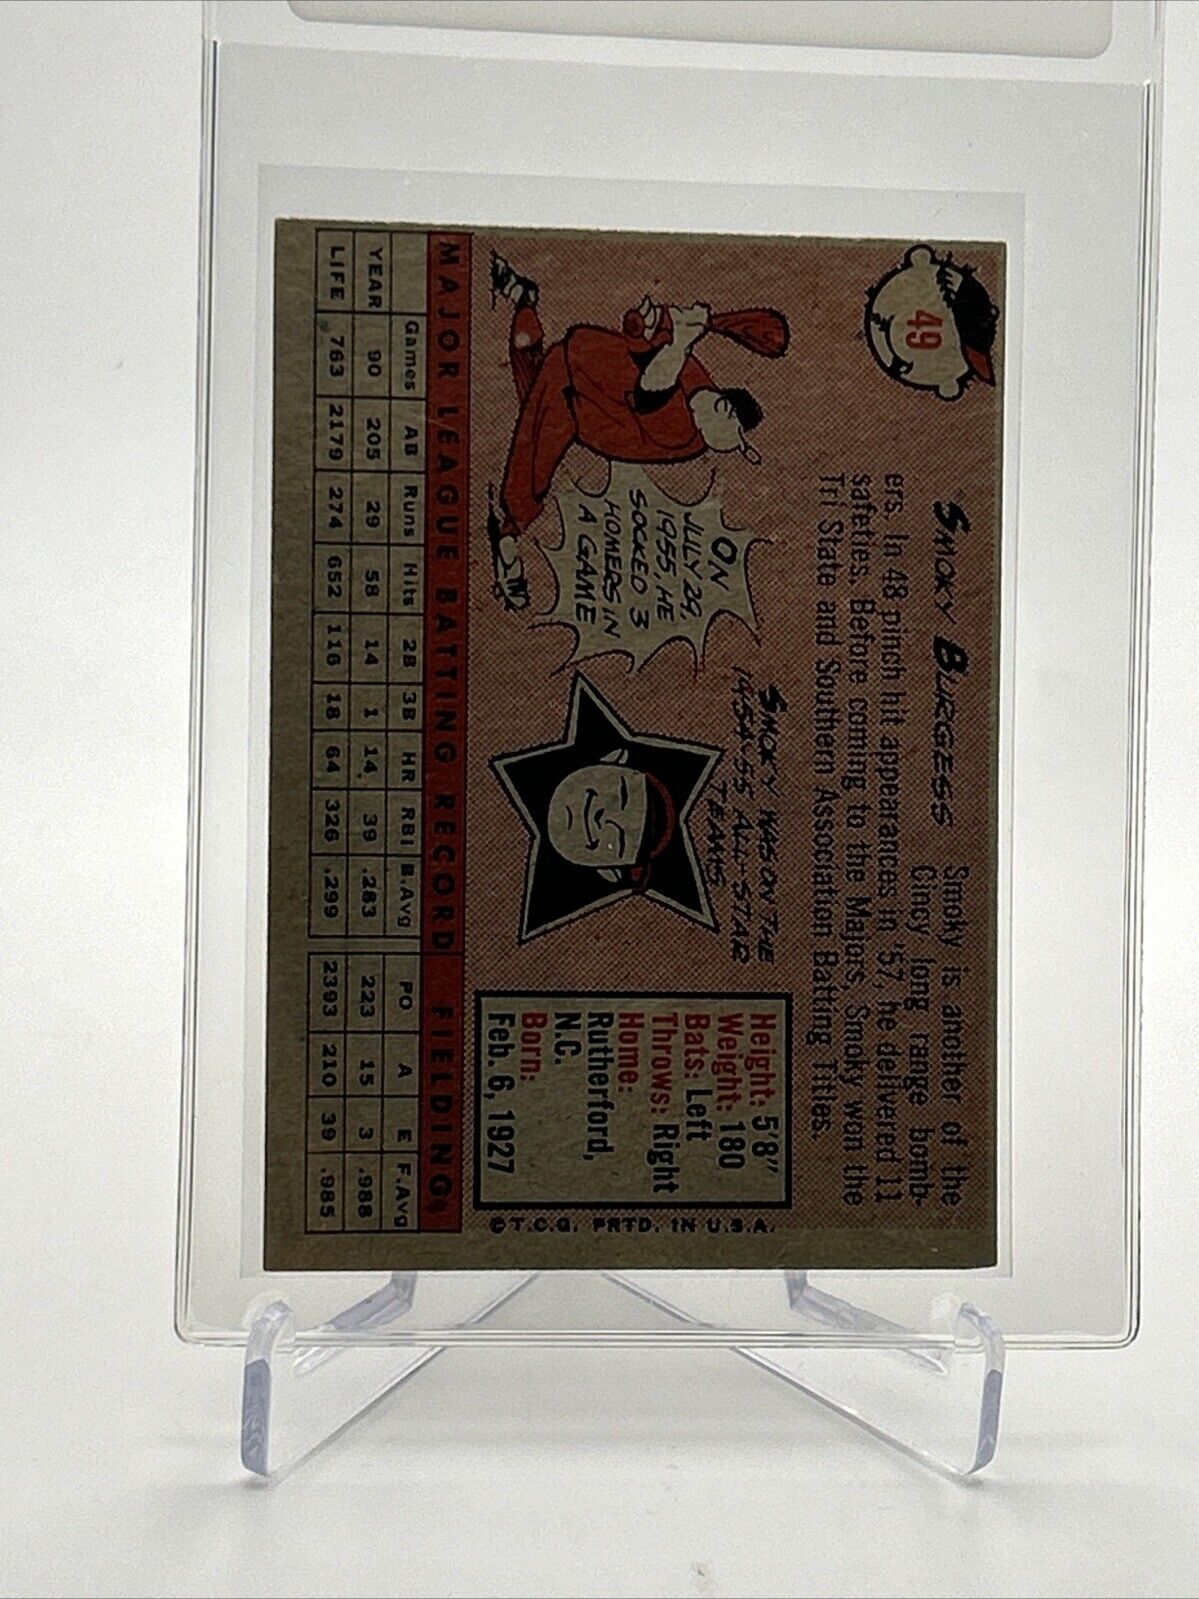 49
SMOKY BURGESS
Smoky is another of the
Cincy long range bomb-
ers. In 48 pinch hit appearances in '57, he delivered 11
safeties. Before coming to the Majors, Smoky won the
Tri State and Southern Association Batting Titles.
ON
JULY 29,
1955, HE
SOCKED 3
HOMERS IN
A GAME
SMOKY WAS ON THE
1954-55 ALL-STAR
TEAMS
Height: 5'8"
Weight: 180
Bats: Left
Throws: Right
Home:
Rutherford,
N.C.
Born:
Feb. 6, 1927
©T.C.G. PRTD. IN U.S.A.
MAJOR LEAGUE BATTING RECORD FIELDING
Games AB Runs Hits 2B 3B HR RBI B.Avg PO A E F.Avg
YEAR 90 205 29 58 14 1 14 39 .283 223 15 3 .988
LIFE 763 2179 274 652 116 18 64 326 .299 2393 210 39 .985